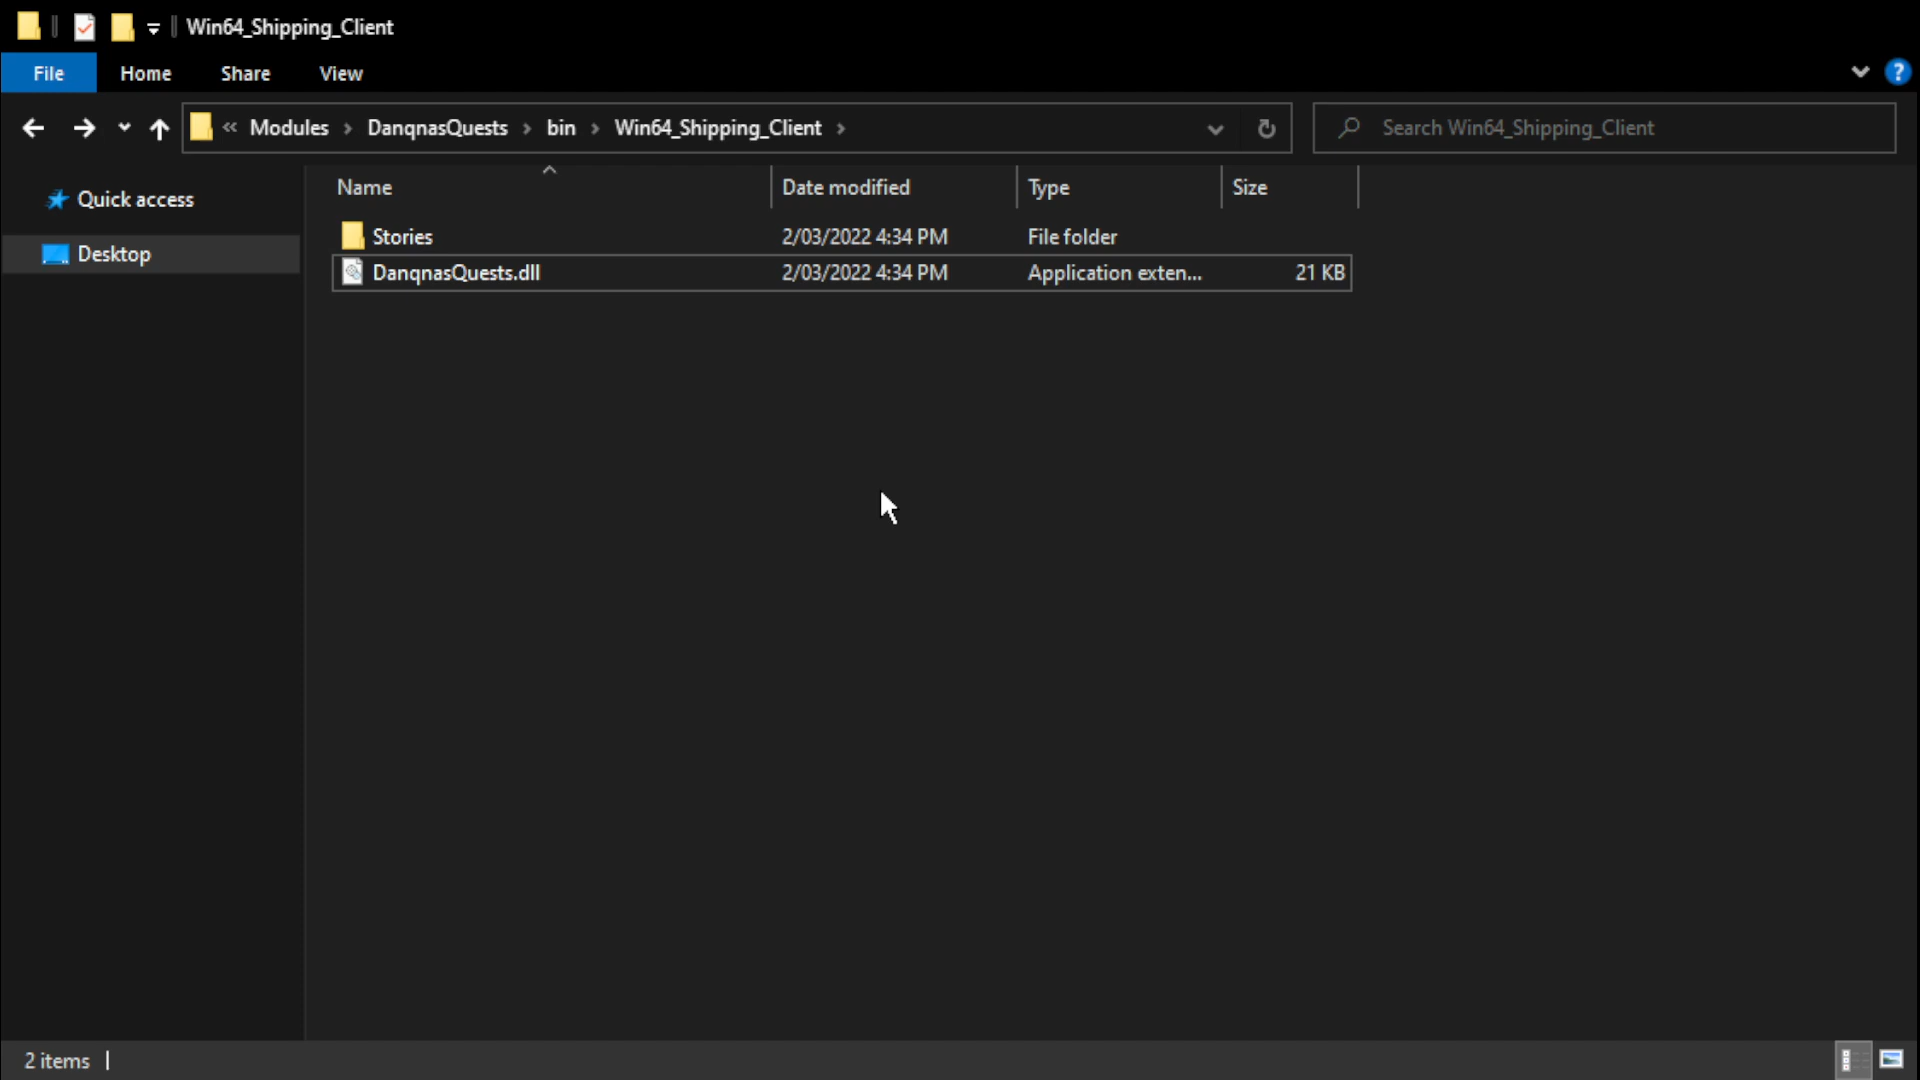 Win64_Shipping_Client
File Home Share View
?
« Modules › DanqnasQuests › bin › Win64_Shipping_Client ›
Search Win64_Shipping_Client
Quick access
Desktop
Name Date modified Type Size
Stories 2/03/2022 4:34 PM File folder
DanqnasQuests.dll 2/03/2022 4:34 PM Application exten... 21 KB
2 items